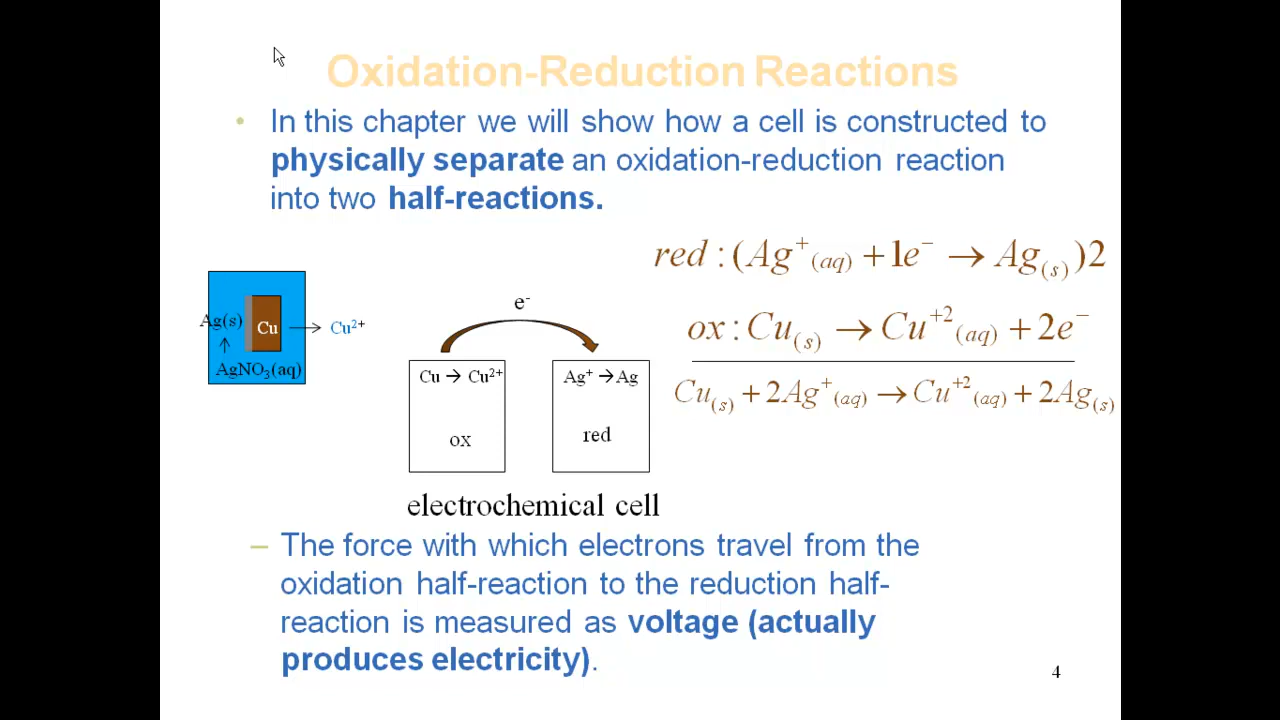 Oxidation-Reduction Reactions
• In this chapter we will show how a cell is constructed to
physically separate an oxidation-reduction reaction
into two half-reactions.
red : (Ag⁺(aq) + 1e⁻ → Ag(s))2
ox : Cu(s) → Cu⁺²(aq) + 2e⁻
Cu(s) + 2Ag⁺(aq) → Cu⁺²(aq) + 2Ag(s)
Ag(s) Cu → Cu²⁺
AgNO₃(aq)
e⁻
Cu → Cu²⁺
ox
Ag⁺ → Ag
red
electrochemical cell
– The force with which electrons travel from the
oxidation half-reaction to the reduction half-
reaction is measured as voltage (actually
produces electricity).
4